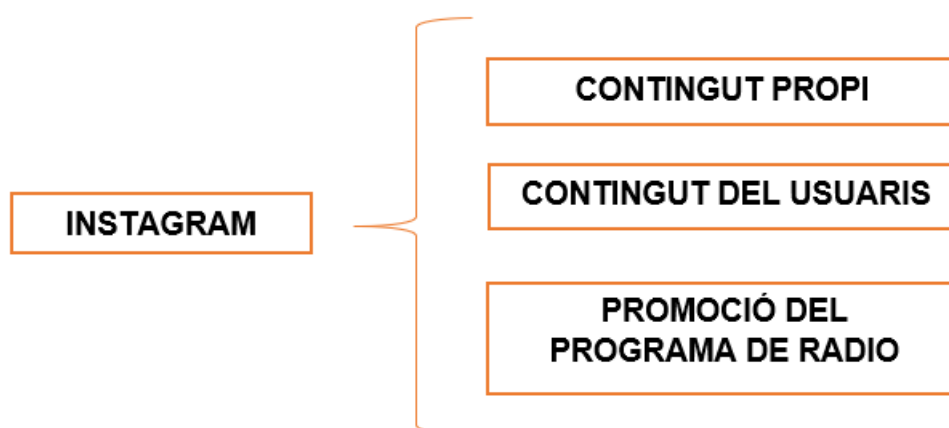 INSTAGRAM
CONTINGUT PROPI
CONTINGUT DEL USUARIS
PROMOCIÓ DEL
PROGRAMA DE RADIO